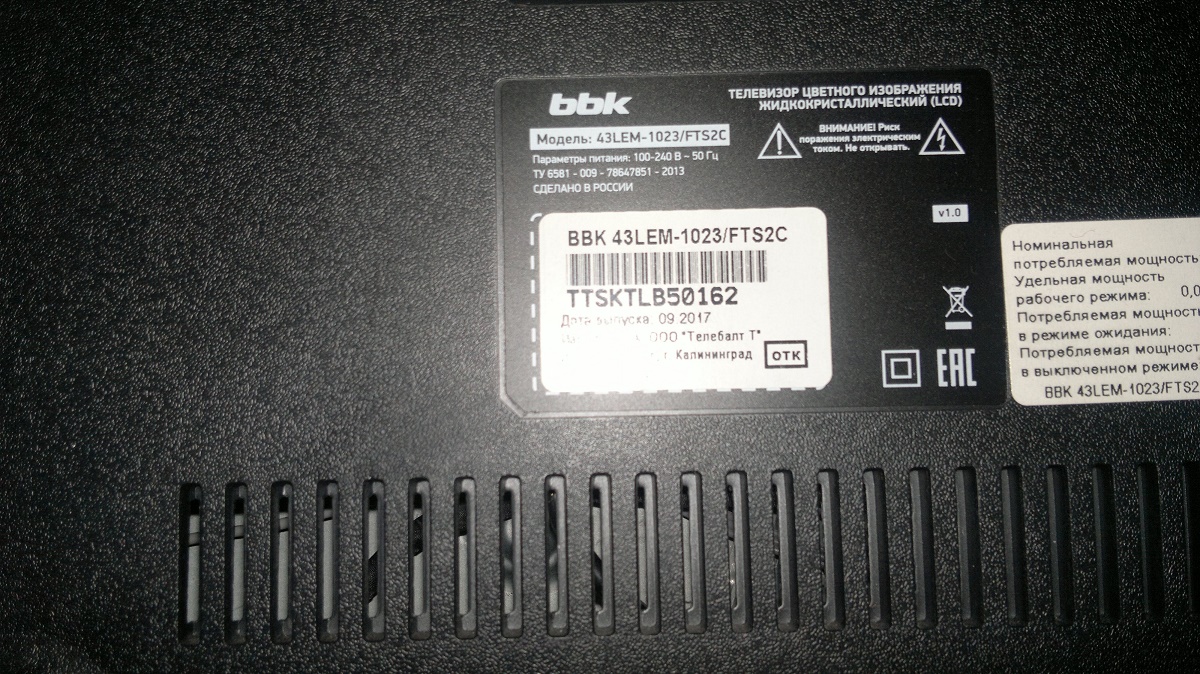 bbk
ТЕЛЕВИЗОР ЦВЕТНОГО ИЗОБРАЖЕНИЯ
ЖИДКОКРИСТАЛЛИЧЕСКИЙ (LCD)
Модель: 43LEM-1023/FTS2C
Параметры питания: 100-240 В ~ 50 Гц
ТУ 6581 - 009 - 78647851 - 2013
СДЕЛАНО В РОССИИ
ВНИМАНИЕ! Риск
поражения электрическим
током. Не открывать.
v1.0
BBK 43LEM-1023/FTS2C
TTSKTLB50162
Дата выпуска: 09.2017
ООО "Телебалт Т"
г. Калининград
ОТК
EAC
Номинальная
потребляемая мощность
Удельная мощность
рабочего режима: 0,0
Потребляемая мощность
в режиме ожидания:
Потребляемая мощност
в выключенном режиме
BBK 43LEM-1023/FTS2